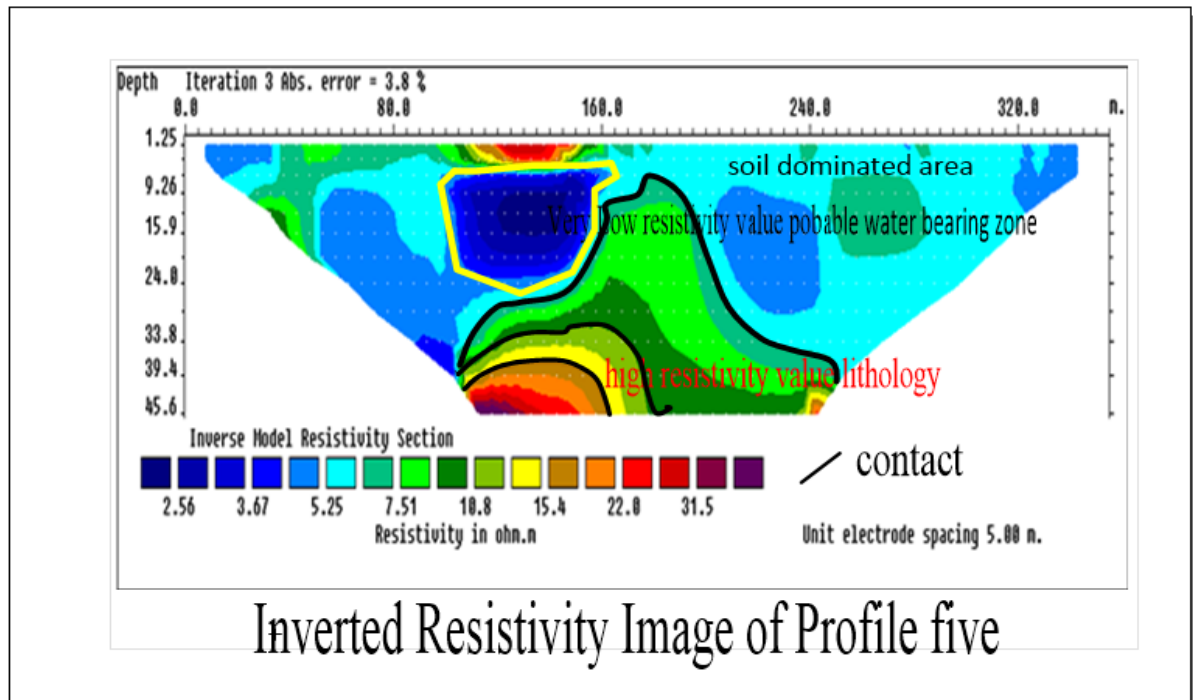 Depth Iteration 3 Abs. error = 3.8 %
0.0 80.0 160.0 240.0 320.0 m.
1.25
soil dominated area
9.26
Very low resistivity value pobable water bearing zone
15.9
24.0
33.8
39.4
high resistivity value lithology
45.6
Inverse Model Resistivity Section
contact
2.56 3.67 5.25 7.51 10.8 15.4 22.0 31.5
Resistivity in ohm.m Unit electrode spacing 5.00 m.
Inverted Resistivity Image of Profile five